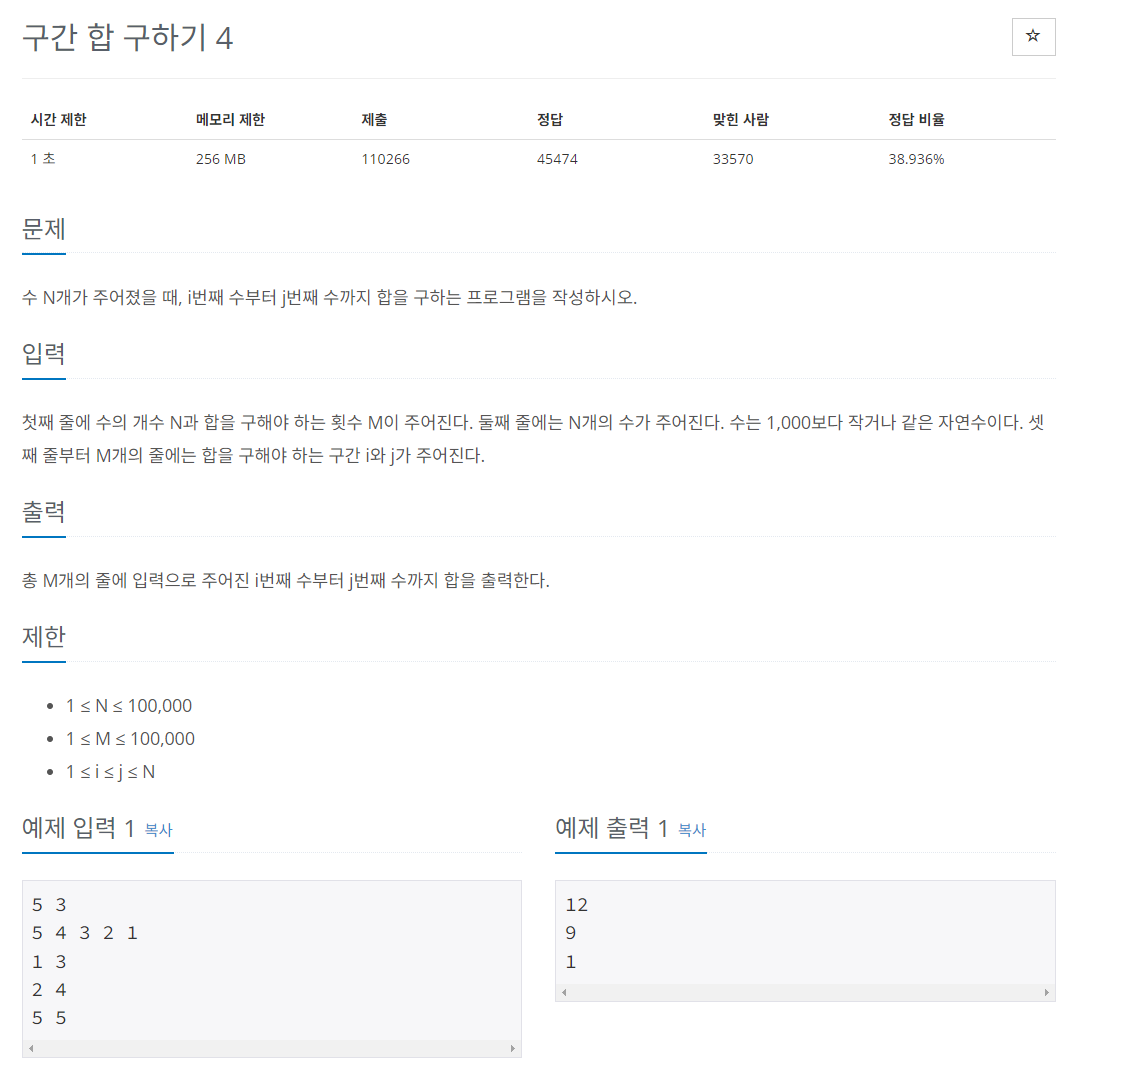 구간 합 구하기 4
☆
시간 제한 메모리 제한 제출 정답 맞힌 사람 정답 비율
1 초 256 MB 110266 45474 33570 38.936%
문제
수 N개가 주어졌을 때, i번째 수부터 j번째 수까지 합을 구하는 프로그램을 작성하시오.
입력
첫째 줄에 수의 개수 N과 합을 구해야 하는 횟수 M이 주어진다. 둘째 줄에는 N개의 수가 주어진다. 수는 1,000보다 작거나 같은 자연수이다. 셋
째 줄부터 M개의 줄에는 합을 구해야 하는 구간 i와 j가 주어진다.
출력
총 M개의 줄에 입력으로 주어진 i번째 수부터 j번째 수까지 합을 출력한다.
제한
• 1 ≤ N ≤ 100,000
• 1 ≤ M ≤ 100,000
• 1 ≤ i ≤ j ≤ N
예제 입력 1 복사
5 3
5 4 3 2 1
1 3
2 4
5 5
예제 출력 1 복사
12
9
1